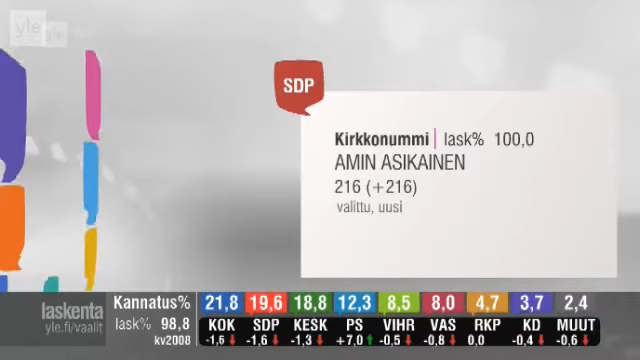 yle
SDP
Kirkkonummi | lask% 100,0
AMIN ASIKAINEN
216 (+216)
valittu, uusi
laskenta
yle.fi/vaalit
Kannatus% 21,8 19,6 18,8 12,3 8,5 8,0 4,7 3,7 2,4
lask% 98,8 KOK SDP KESK PS VIHR VAS RKP KD MUUT
kv2008 -1,6 -1,6 -1,3 +7,0 -0,5 -0,8 0,0 -0,4 -0,6